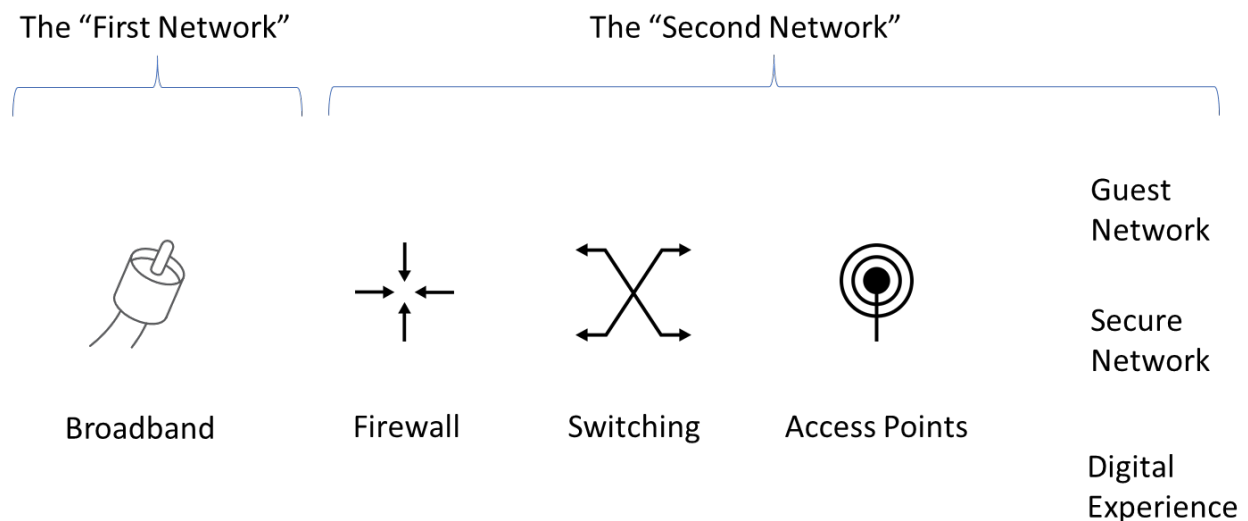 The “First Network”
The “Second Network”
Guest
Network
Secure
Network
Broadband
Firewall
Switching
Access Points
Digital
Experience